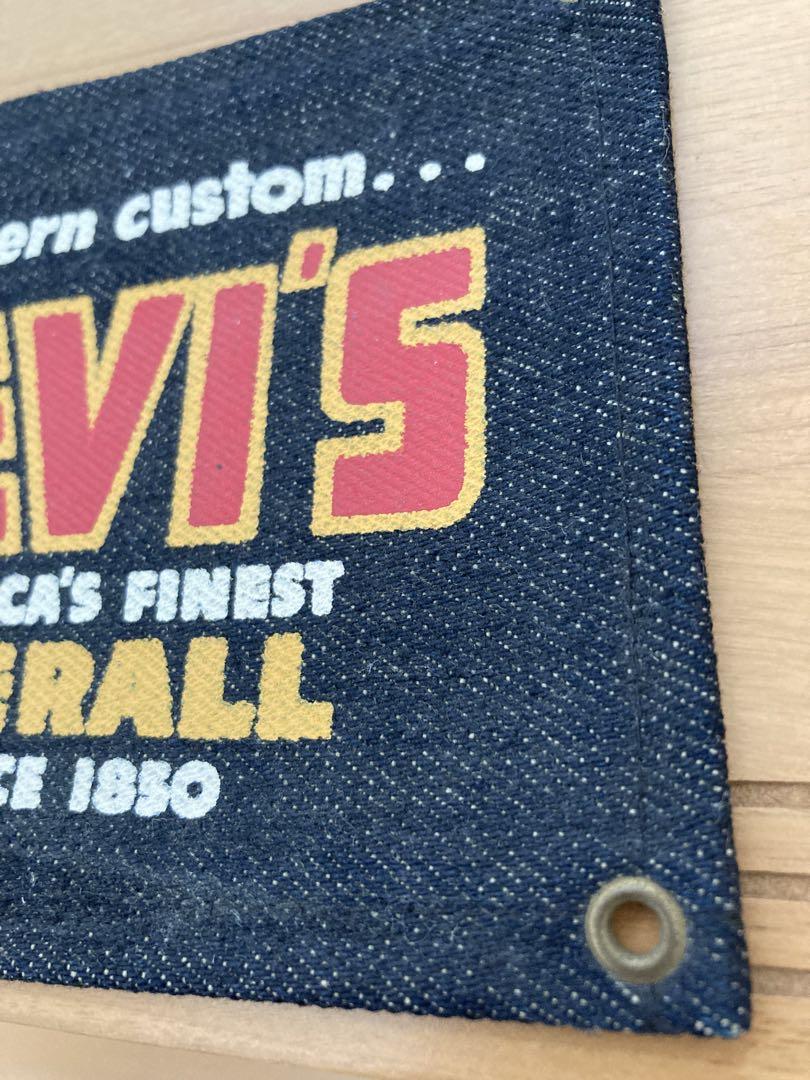 ern custom...
EVI'S
CA'S FINEST
ERALL
CE 1850